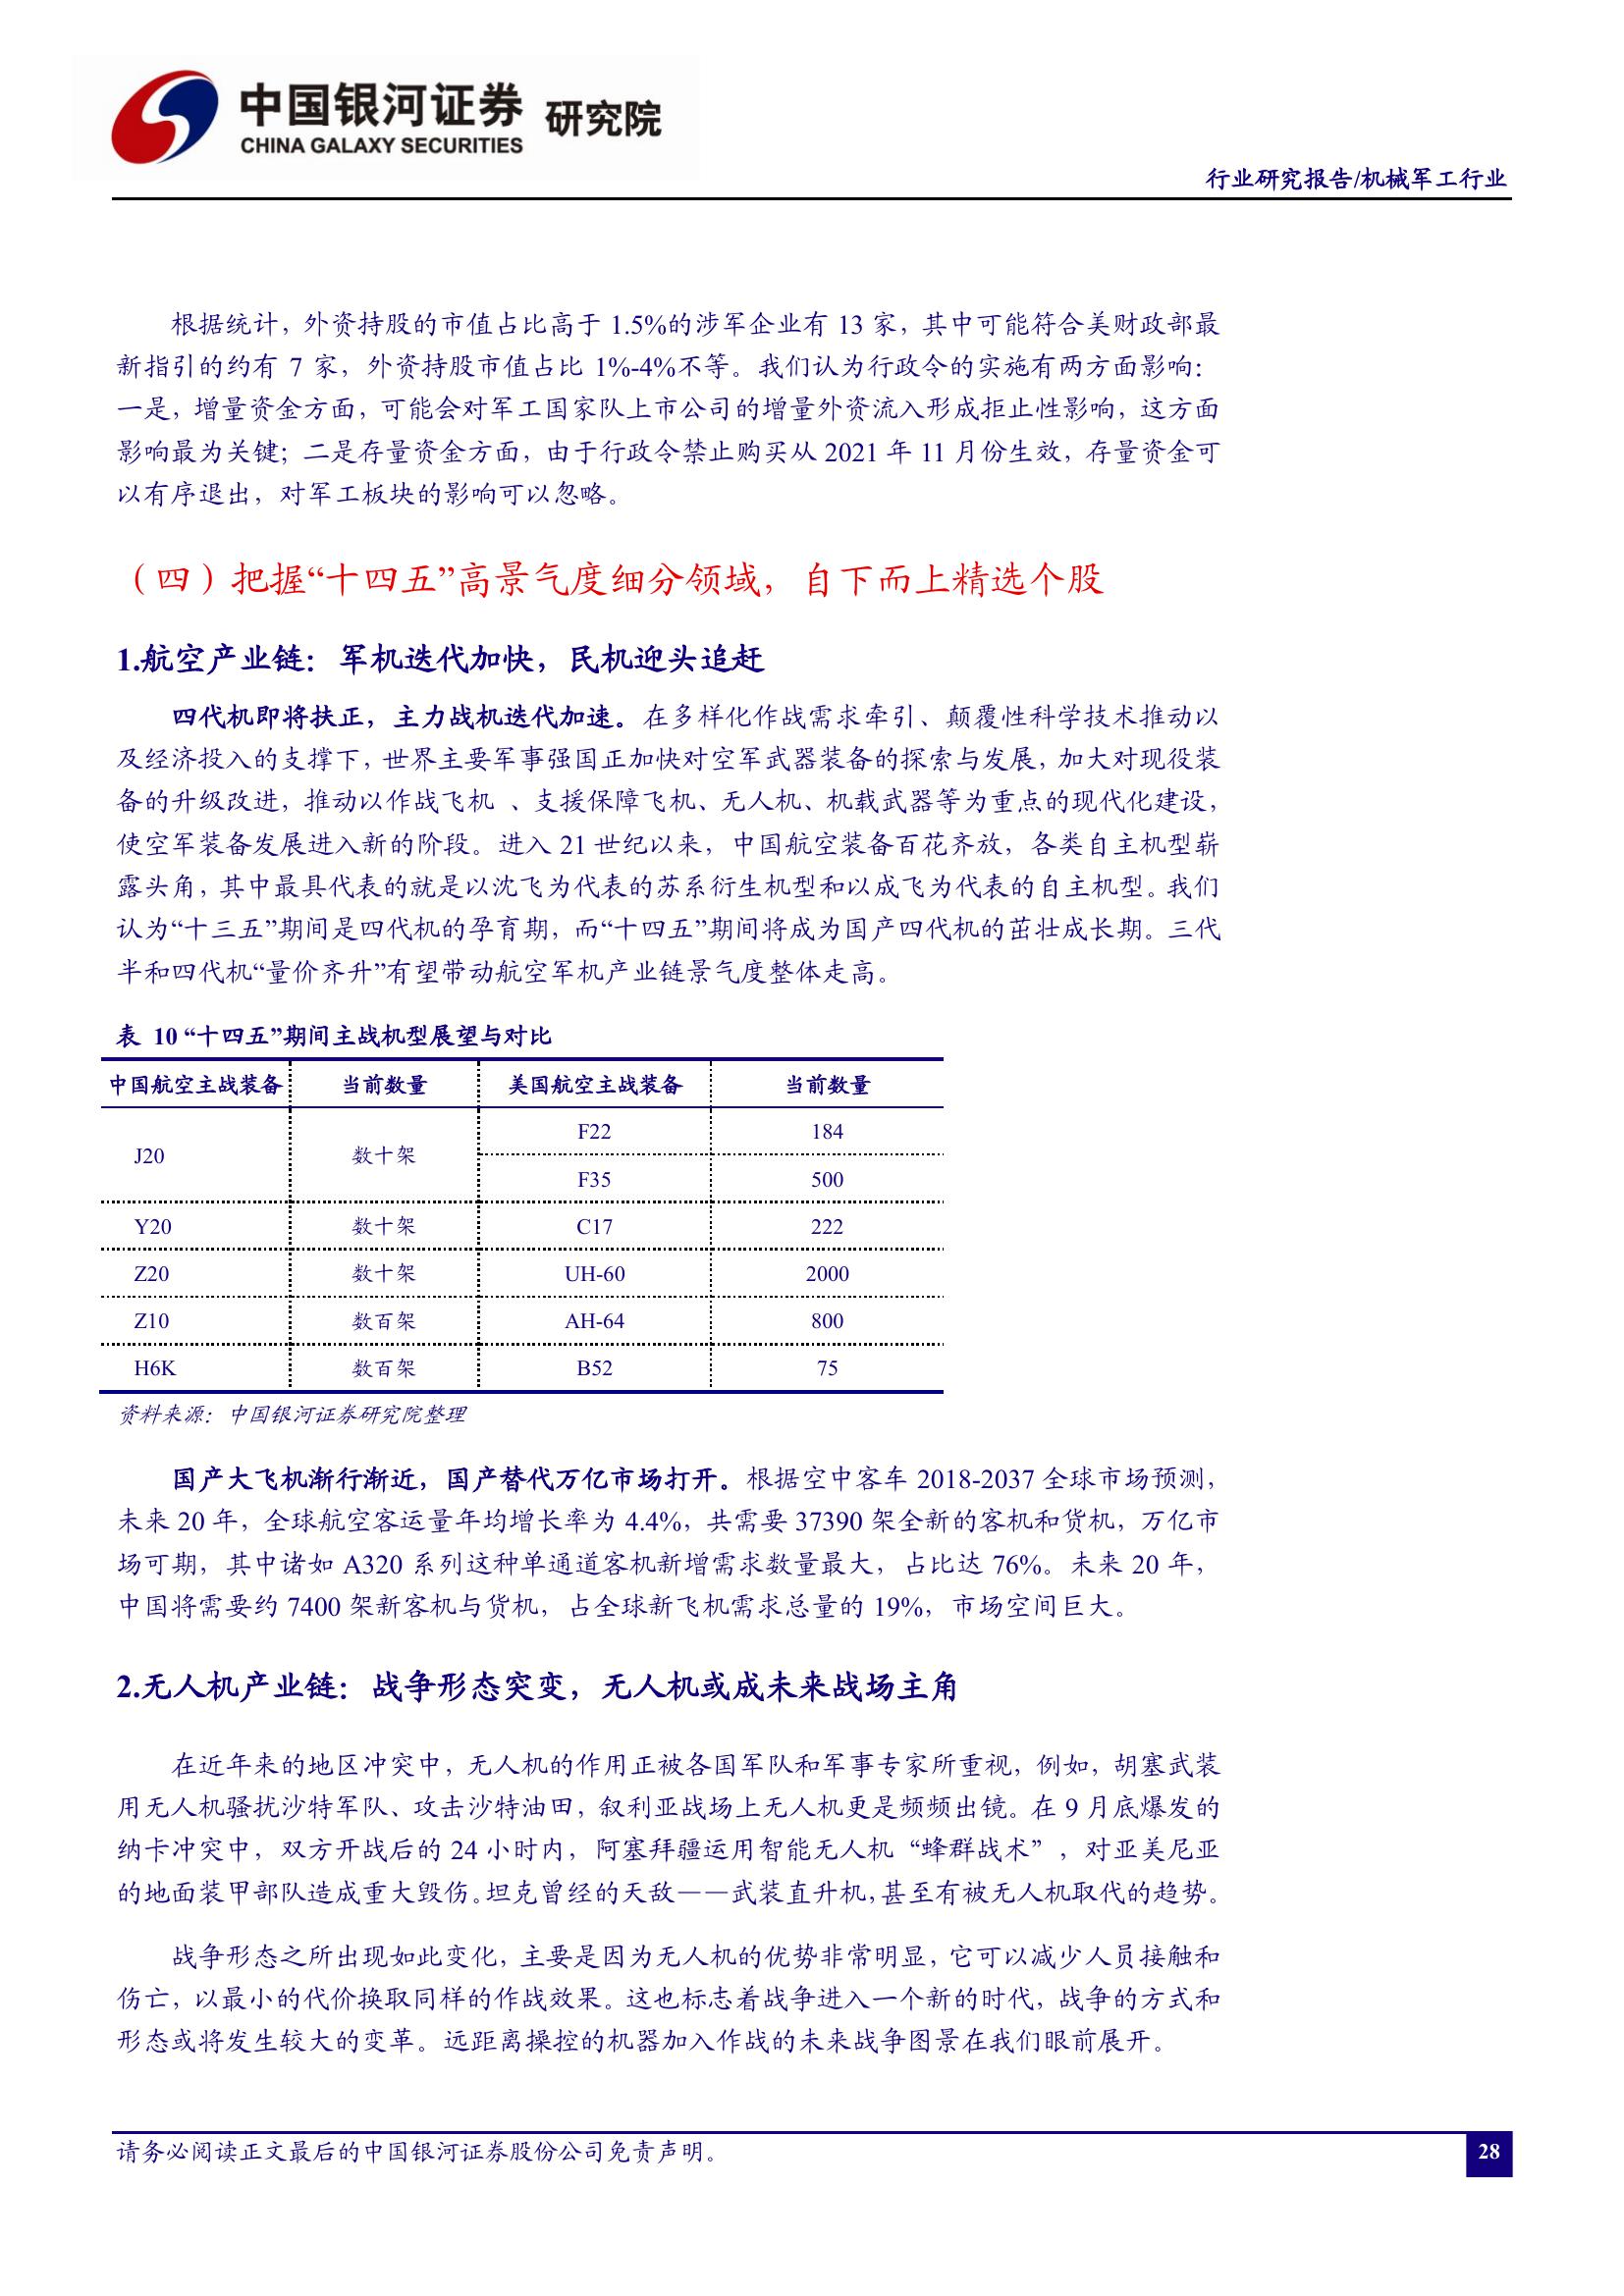 中国银河证券 研究院
CHINA GALAXY SECURITIES
行业研究报告/机械军工行业
根据统计，外资持股的市值占比高于 1.5%的涉军企业有 13 家，其中可能符合美财政部最
新指引的约有 7 家，外资持股市值占比 1%-4%不等。我们认为行政令的实施有两方面影响：
一是，增量资金方面，可能会对军工国家队上市公司的增量外资流入形成拒止性影响，这方面
影响最为关键；二是存量资金方面，由于行政令禁止购买从 2021 年 11 月份生效，存量资金可
以有序退出，对军工板块的影响可以忽略。
（四）把握“十四五”高景气度细分领域，自下而上精选个股
1.航空产业链：军机迭代加快，民机迎头追赶
四代机即将扶正，主力战机迭代加速。在多样化作战需求牵引、颠覆性科学技术推动以
及经济投入的支撑下，世界主要军事强国正加快对空军武器装备的探索与发展，加大对现役装
备的升级改进，推动以作战飞机 、支援保障飞机、无人机、机载武器等为重点的现代化建设，
使空军装备发展进入新的阶段。进入 21 世纪以来，中国航空装备百花齐放，各类自主机型崭
露头角，其中最具代表的就是以沈飞为代表的苏系衍生机型和以成飞为代表的自主机型。我们
认为“十三五”期间是四代机的孕育期，而“十四五”期间将成为国产四代机的茁壮成长期。三代
半和四代机“量价齐升”有望带动航空军机产业链景气度整体走高。
表 10 “十四五”期间主战机型展望与对比
中国航空主战装备 当前数量 美国航空主战装备 当前数量
J20 数十架 F22 184
F35 500
Y20 数十架 C17 222
Z20 数十架 UH-60 2000
Z10 数百架 AH-64 800
H6K 数百架 B52 75
资料来源：中国银河证券研究院整理
国产大飞机渐行渐近，国产替代万亿市场打开。根据空中客车 2018-2037 全球市场预测，
未来 20 年，全球航空客运量年均增长率为 4.4%，共需要 37390 架全新的客机和货机，万亿市
场可期，其中诸如 A320 系列这种单通道客机新增需求数量最大，占比达 76%。未来 20 年，
中国将需要约 7400 架新客机与货机，占全球新飞机需求总量的 19%，市场空间巨大。
2.无人机产业链：战争形态突变，无人机或成未来战场主角
在近年来的地区冲突中，无人机的作用正被各国军队和军事专家所重视，例如，胡塞武装
用无人机骚扰沙特军队、攻击沙特油田，叙利亚战场上无人机更是频频出镜。在 9 月底爆发的
纳卡冲突中，双方开战后的 24 小时内，阿塞拜疆运用智能无人机“蜂群战术”，对亚美尼亚
的地面装甲部队造成重大毁伤。坦克曾经的天敌——武装直升机，甚至有被无人机取代的趋势。
战争形态之所出现如此变化，主要是因为无人机的优势非常明显，它可以减少人员接触和
伤亡，以最小的代价换取同样的作战效果。这也标志着战争进入一个新的时代，战争的方式和
形态或将发生较大的变革。远距离操控的机器加入作战的未来战争图景在我们眼前展开。
请务必阅读正文最后的中国银河证券股份公司免责声明。
28